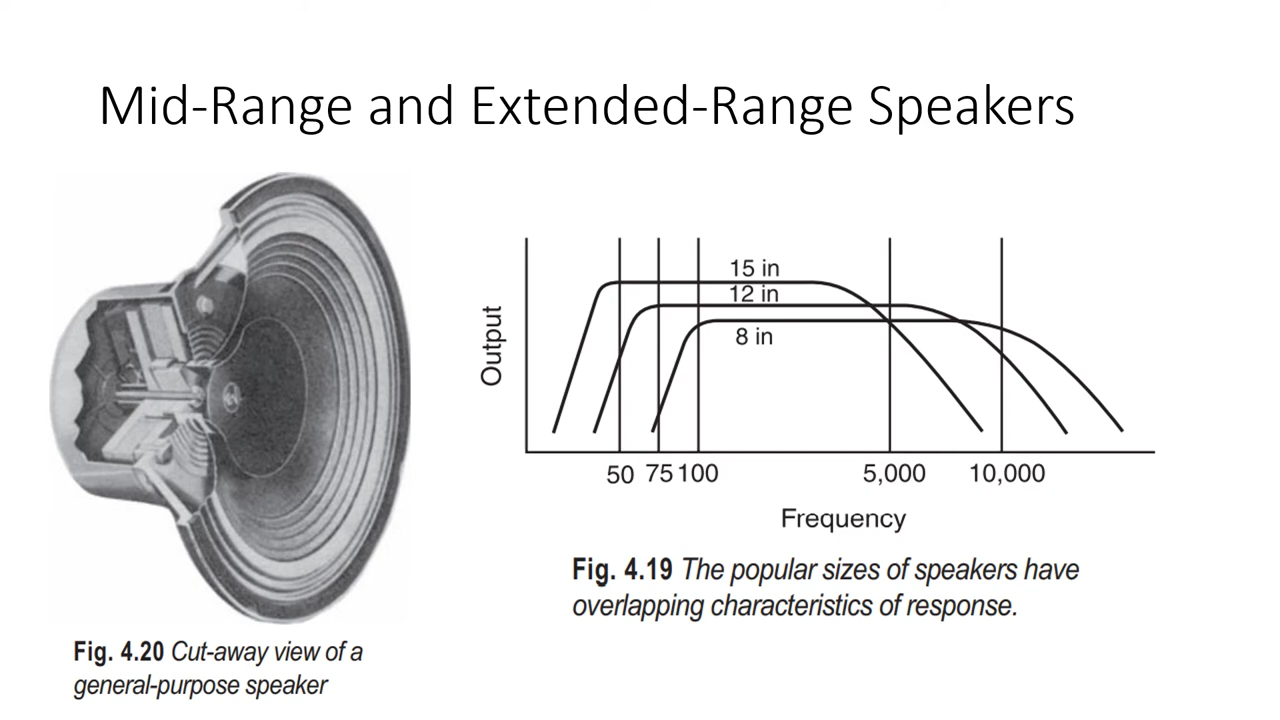 Mid-Range and Extended-Range Speakers
Fig. 4.20 Cut-away view of a
general-purpose speaker
Output
15 in
12 in
8 in
50 75 100 5,000 10,000
Frequency
Fig. 4.19 The popular sizes of speakers have
overlapping characteristics of response.